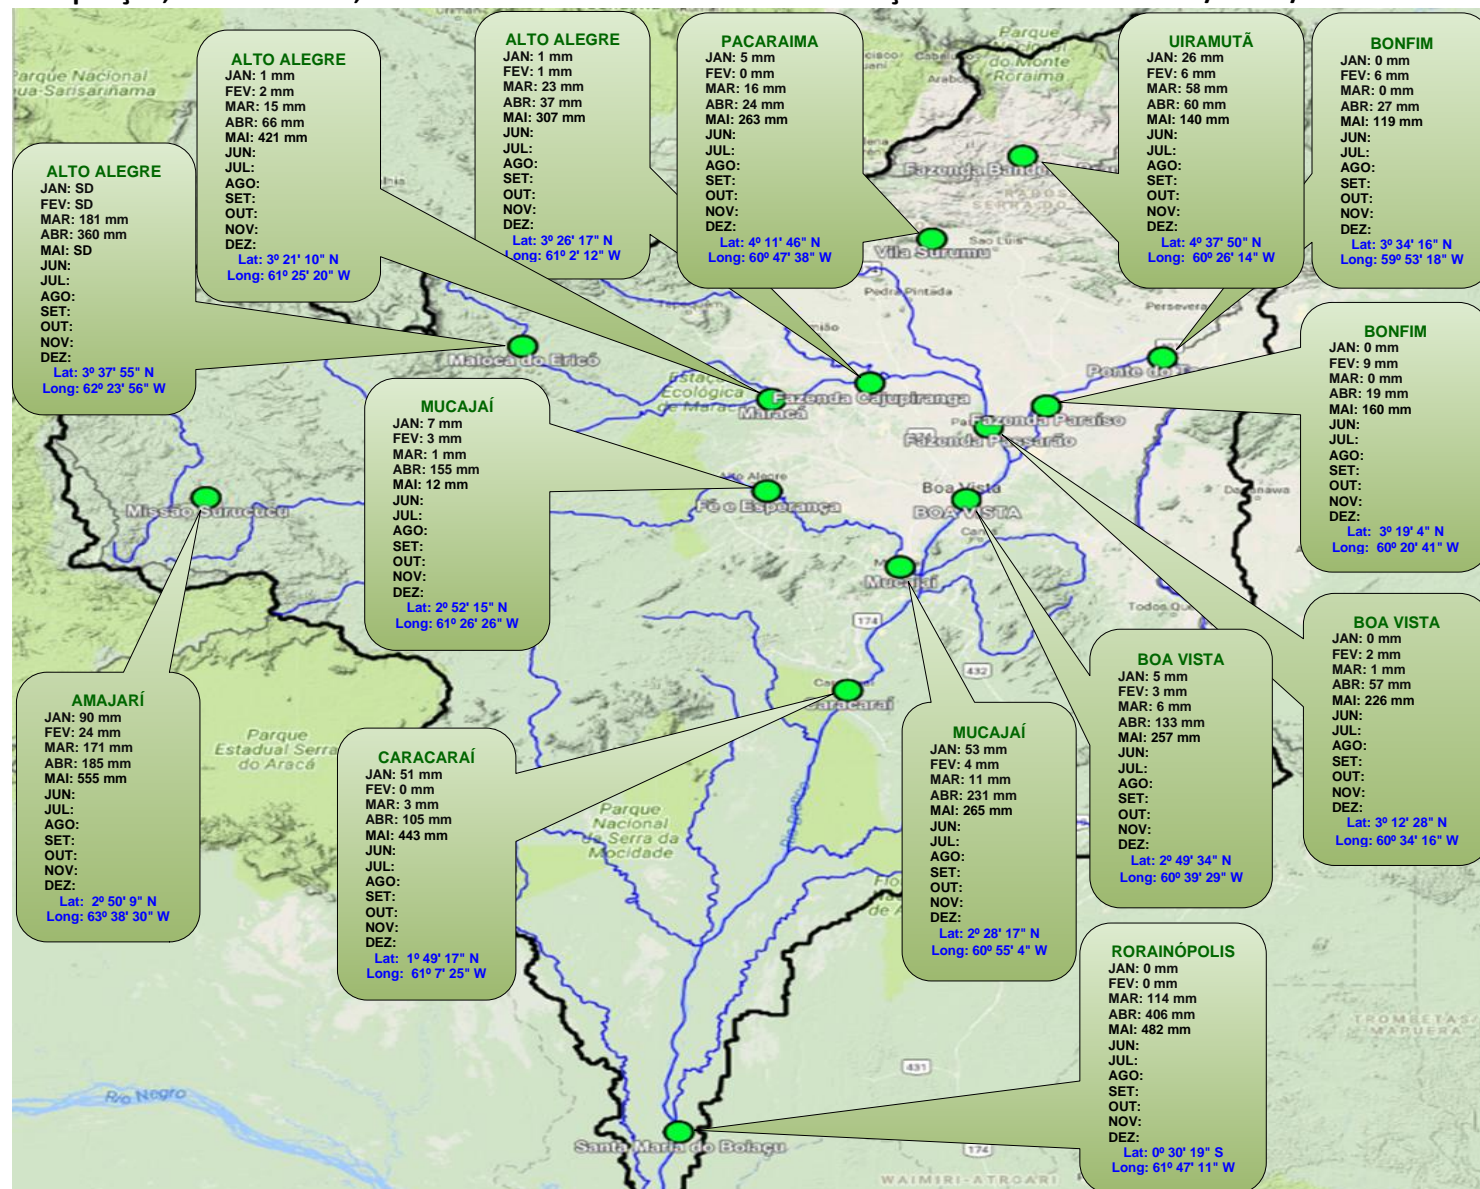 ALTO ALEGRE
JAN: 1 mm
FEV: 2 mm
MAR: 15 mm
ABR: 66 mm
MAI: 421 mm
JUN:
JUL:
AGO:
SET:
OUT:
NOV:
DEZ:
Lat: 3º 21' 10" N
Long: 61º 25' 20" W
ALTO ALEGRE
JAN: 1 mm
FEV: 1 mm
MAR: 23 mm
ABR: 37 mm
MAI: 307 mm
JUN:
JUL:
AGO:
SET:
OUT:
NOV:
DEZ:
Lat: 3º 26' 17" N
Long: 61º 2' 12" W
PACARAIMA
JAN: 5 mm
FEV: 0 mm
MAR: 16 mm
ABR: 24 mm
MAI: 263 mm
JUN:
JUL:
AGO:
SET:
OUT:
NOV:
DEZ:
Lat: 4º 11' 46" N
Long: 60º 47' 38" W
UIRAMUTÃ
JAN: 26 mm
FEV: 6 mm
MAR: 58 mm
ABR: 60 mm
MAI: 140 mm
JUN:
JUL:
AGO:
SET:
OUT:
NOV:
DEZ:
Lat: 4º 37' 50" N
Long: 60º 26' 14" W
BONFIM
JAN: 0 mm
FEV: 6 mm
MAR: 0 mm
ABR: 27 mm
MAI: 119 mm
JUN:
JUL:
AGO:
SET:
OUT:
NOV:
DEZ:
Lat: 3º 34' 16" N
Long: 59º 53' 18" W
ALTO ALEGRE
JAN: SD
FEV: SD
MAR: 181 mm
ABR: 360 mm
MAI: SD
JUN:
JUL:
AGO:
SET:
OUT:
NOV:
DEZ:
Lat: 3º 37' 55" N
Long: 62º 23' 56" W
BONFIM
JAN: 0 mm
FEV: 9 mm
MAR: 0 mm
ABR: 19 mm
MAI: 160 mm
JUN:
JUL:
AGO:
SET:
OUT:
NOV:
DEZ:
Lat: 3º 19' 4" N
Long: 60º 20' 41" W
MUCAJAÍ
JAN: 7 mm
FEV: 3 mm
MAR: 1 mm
ABR: 155 mm
MAI: 12 mm
JUN:
JUL:
AGO:
SET:
OUT:
NOV:
DEZ:
Lat: 2º 52' 15" N
Long: 61º 26' 26" W
BOA VISTA
JAN: 0 mm
FEV: 2 mm
MAR: 1 mm
ABR: 57 mm
MAI: 226 mm
JUN:
JUL:
AGO:
SET:
OUT:
NOV:
DEZ:
Lat: 3º 12' 28" N
Long: 60º 34' 16" W
BOA VISTA
JAN: 5 mm
FEV: 3 mm
MAR: 6 mm
ABR: 133 mm
MAI: 257 mm
JUN:
JUL:
AGO:
SET:
OUT:
NOV:
DEZ:
Lat: 2º 49' 34" N
Long: 60º 39' 29" W
AMAJARÍ
JAN: 90 mm
FEV: 24 mm
MAR: 171 mm
ABR: 185 mm
MAI: 555 mm
JUN:
JUL:
AGO:
SET:
OUT:
NOV:
DEZ:
Lat: 2º 50' 9" N
Long: 63º 38' 30" W
CARACARAÍ
JAN: 51 mm
FEV: 0 mm
MAR: 3 mm
ABR: 105 mm
MAI: 443 mm
JUN:
JUL:
AGO:
SET:
OUT:
NOV:
DEZ:
Lat: 1º 49' 17" N
Long: 61º 7' 25" W
MUCAJAÍ
JAN: 53 mm
FEV: 4 mm
MAR: 11 mm
ABR: 231 mm
MAI: 265 mm
JUN:
JUL:
AGO:
SET:
OUT:
NOV:
DEZ:
Lat: 2º 28' 17" N
Long: 60º 55' 4" W
RORAINÓPOLIS
JAN: 0 mm
FEV: 0 mm
MAR: 114 mm
ABR: 406 mm
MAI: 482 mm
JUN:
JUL:
AGO:
SET:
OUT:
NOV:
DEZ:
Lat: 0º 30' 19" S
Long: 61º 47' 11" W
Parque
do Monte
Roraima
Fazenda
Vila Surumu
Sao Luis
Pedra Pintada
Maloca do Ericó
Maracá
Fazenda Cajupiranga
Fazenda Paraíso
Fazenda Passarão
Ponte do
Missão Surucucu
Alto Alegre
Fé e Esperança
Boa Vista
BOA VISTA
Mucajaí
174
432
Caracaraí
Parque
Estadual Serra
do Aracá
Parque
Nacional
da Serra da
Mocidade
Rio Branco
Rio Negro
431
174
Santa Maria do Boiaçu
TROMBETAS/
MAPUERA
WAIMIRI-ATROARI